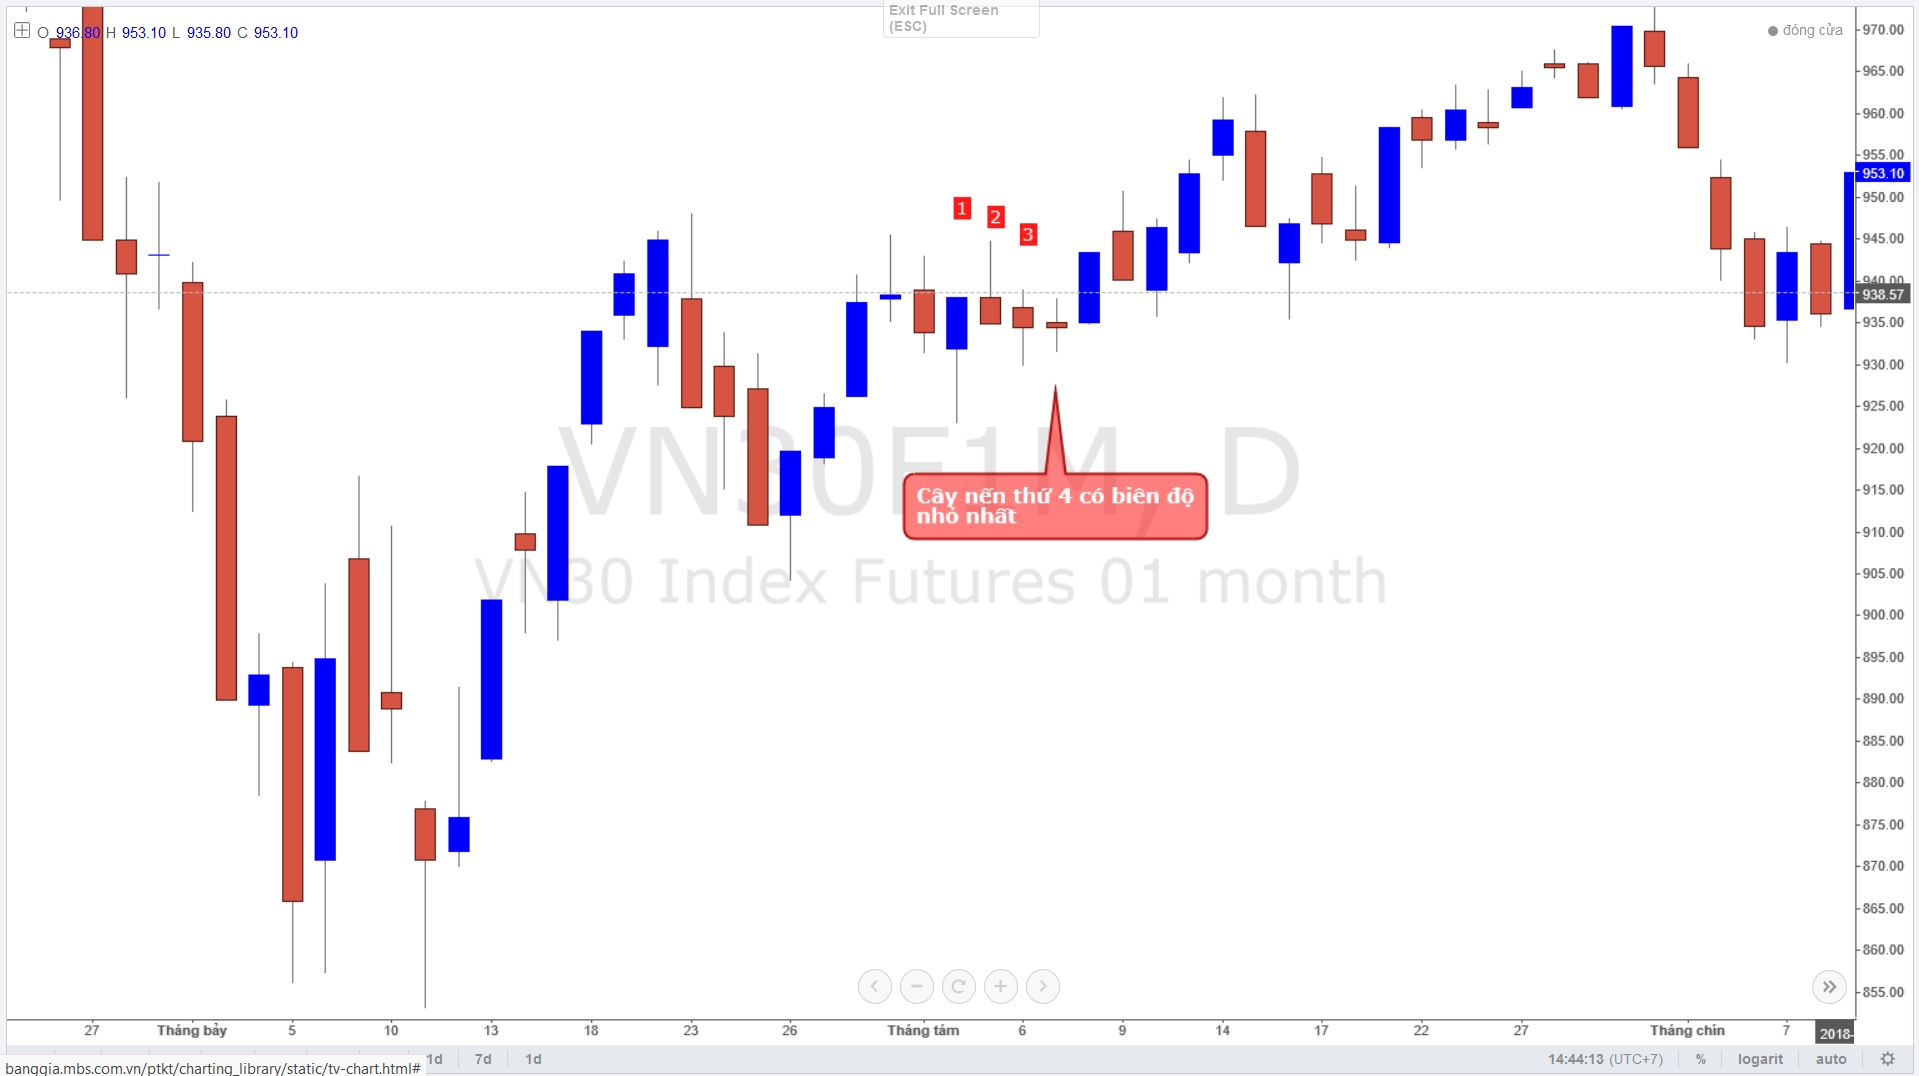 Exit Full Screen
(ESC)
O 936.80 H 953.10 L 935.80 C 953.10
đóng cửa
970.00
965.00
960.00
955.00
953.10
950.00
945.00
940.00
938.57
935.00
930.00
925.00
920.00
915.00
910.00
905.00
900.00
895.00
890.00
885.00
880.00
875.00
870.00
865.00
860.00
855.00
1
2
3
VN30F1M, D
VN30 Index Futures 01 month
Cây nến thứ 4 có biên độ
nhỏ nhất
27 Tháng bảy 5 10 13 18 23 26 Tháng tám 6 9 14 17 22 27 Tháng chín 7 2018-
1d 7d 1d
14:44:13 (UTC+7) % logarit auto
banggia.mbs.com.vn/ptkt/charting_library/static/tv-chart.html#